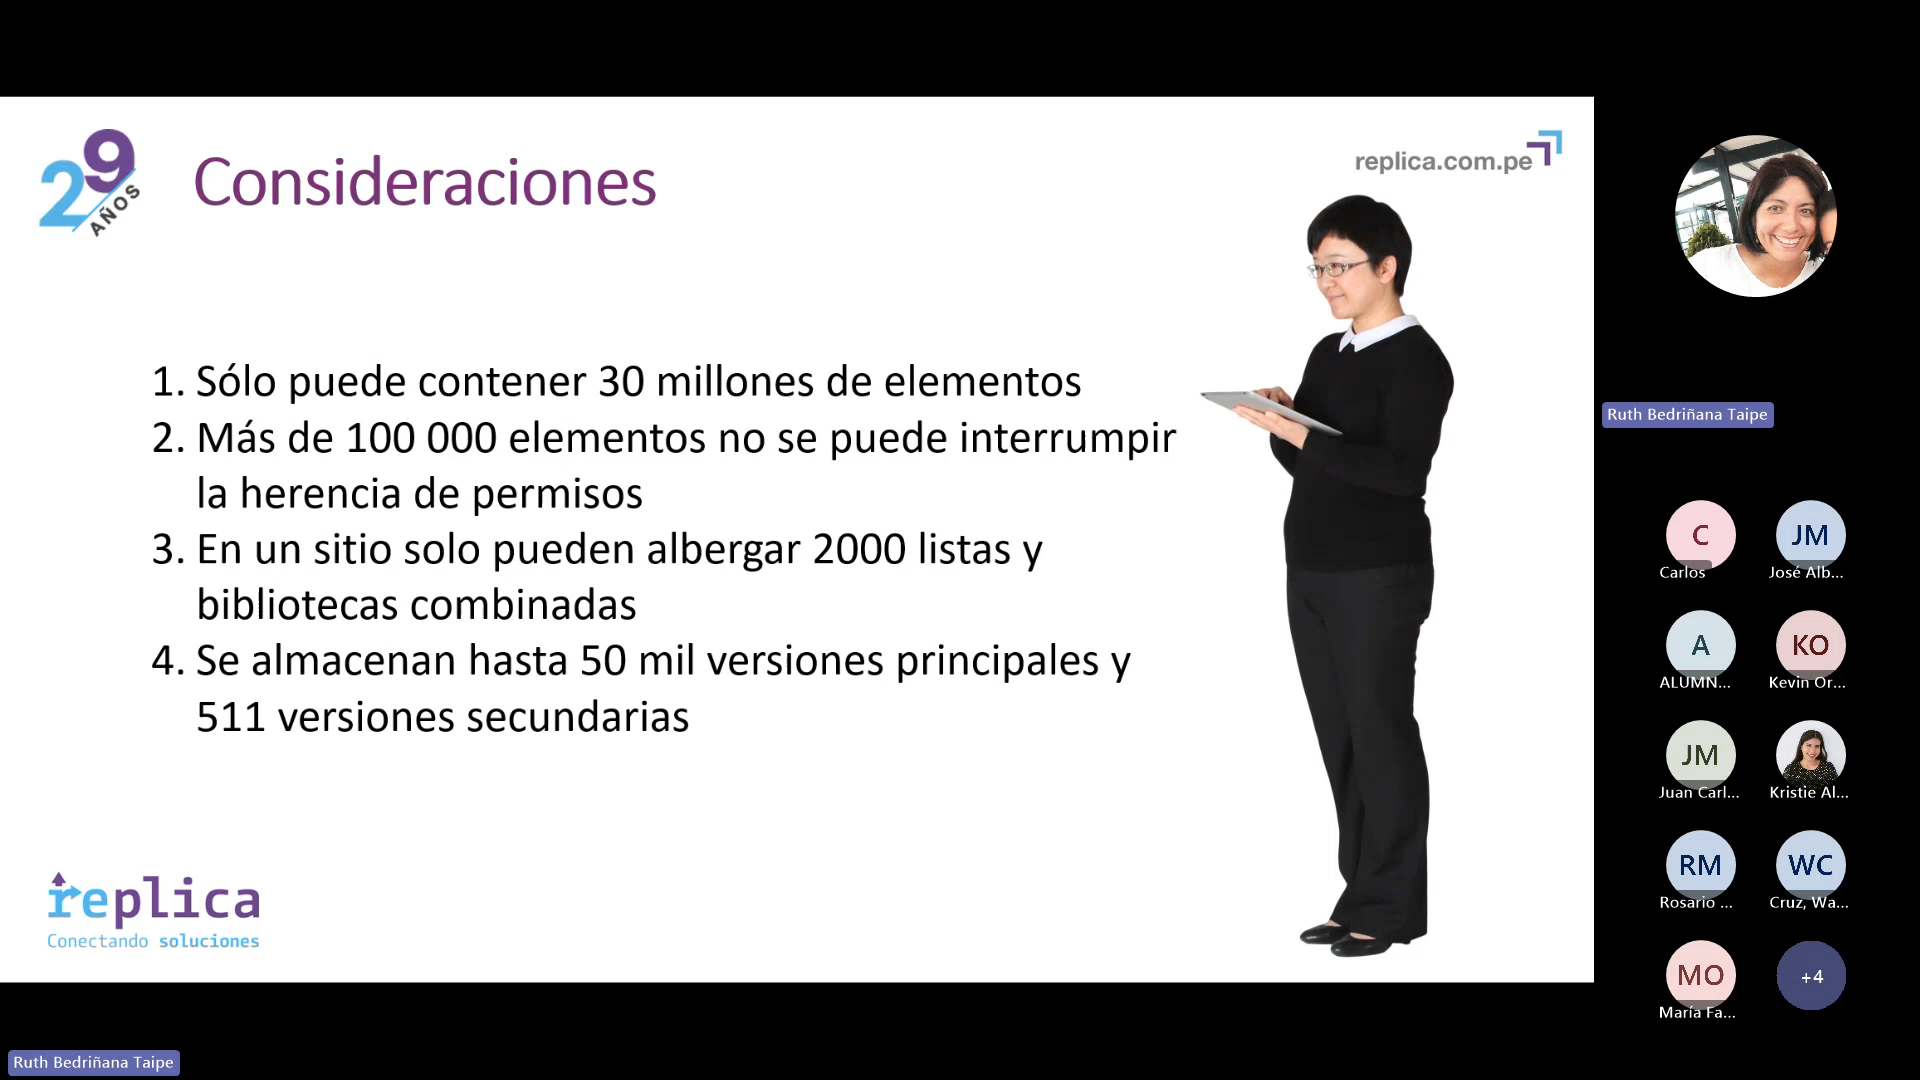 29
AÑOS
Consideraciones
replica.com.pe
1. Sólo puede contener 30 millones de elementos
2. Más de 100 000 elementos no se puede interrumpir
la herencia de permisos
3. En un sitio solo pueden albergar 2000 listas y
bibliotecas combinadas
4. Se almacenan hasta 50 mil versiones principales y
511 versiones secundarias
replica
Conectando soluciones
Ruth Bedriñana Taipe
Ruth Bedriñana Taipe
C
Carlos
JM
José Alb...
A
ALUMN...
KO
Kevin Or...
JM
Juan Carl...
Kristie Al...
RM
Rosario ...
WC
Cruz, Wa...
MO
María Fa...
+4